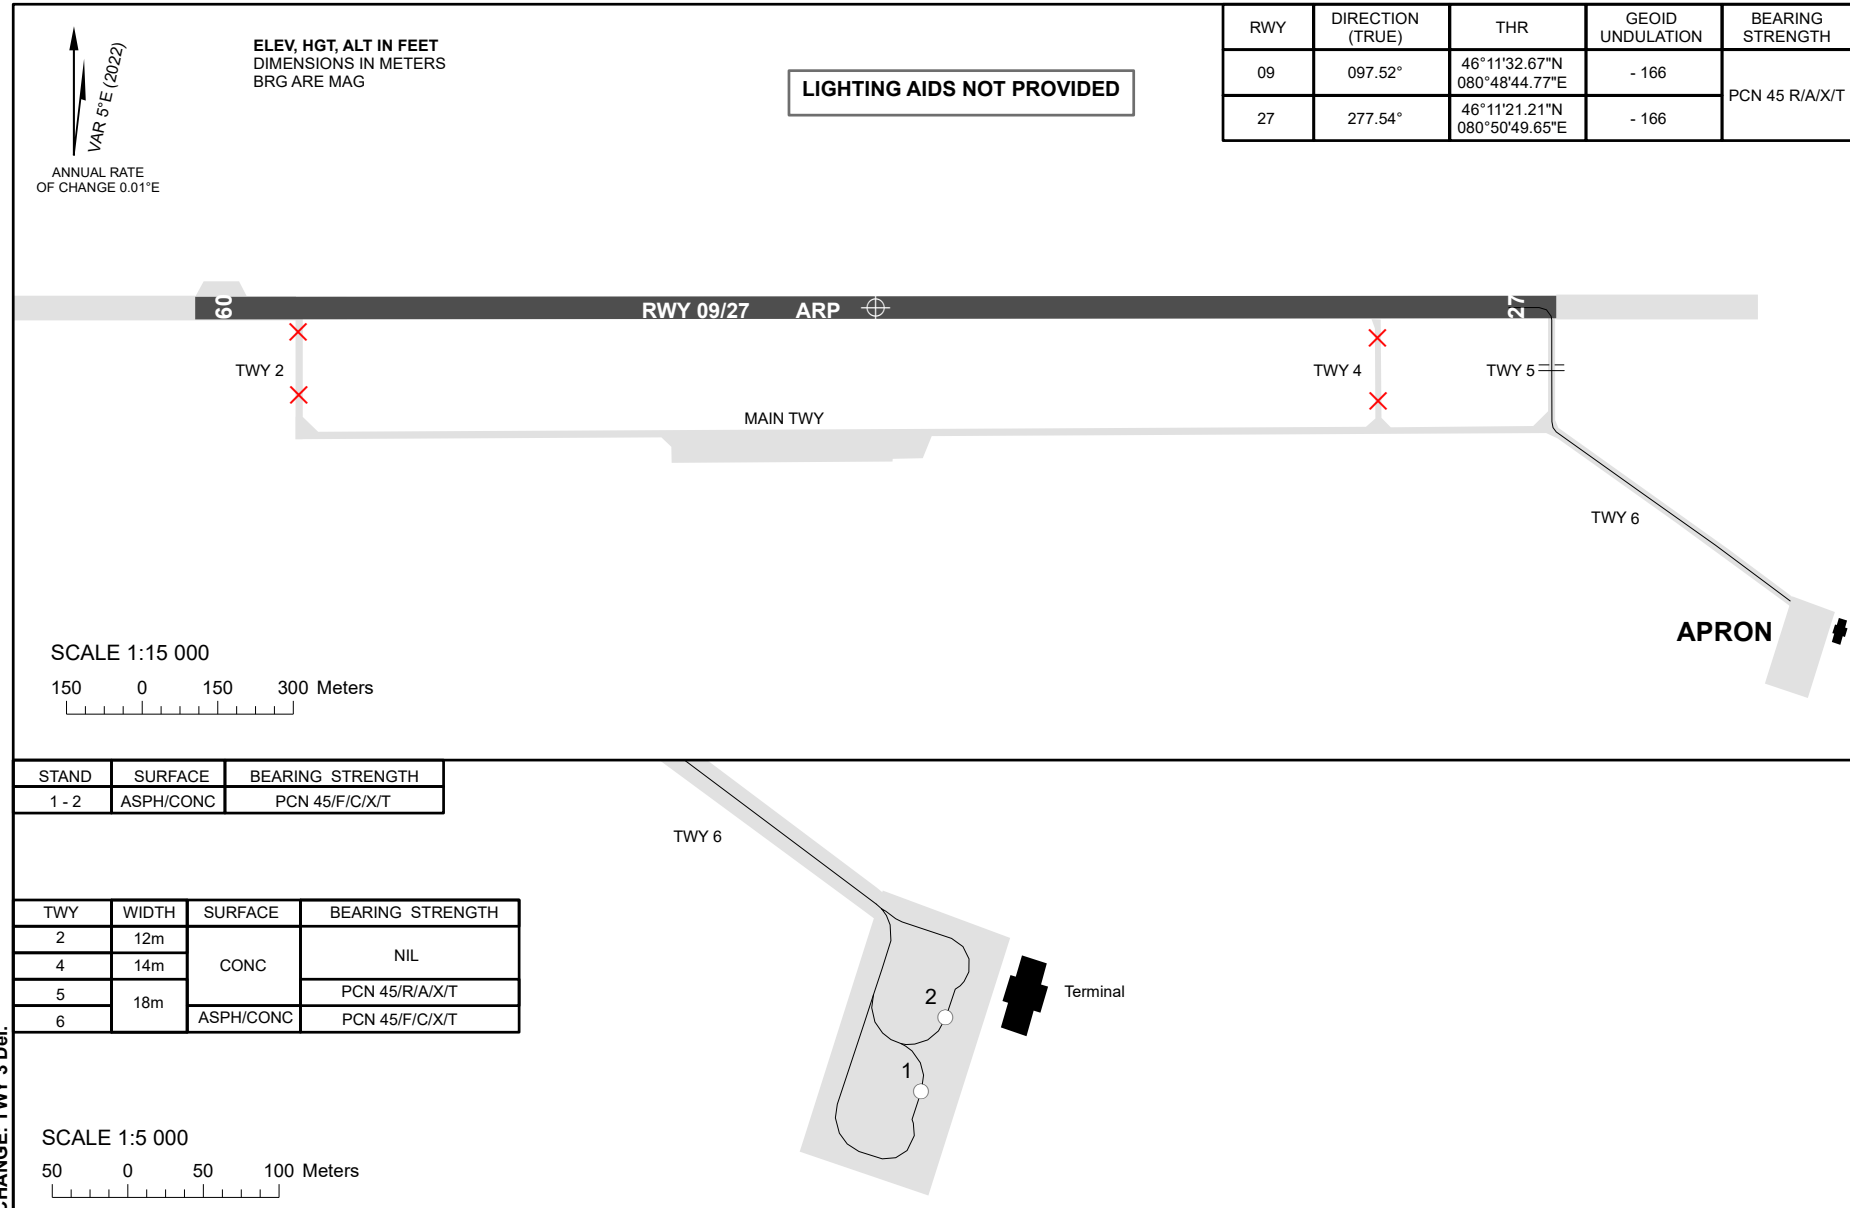 VAR 5°E (2022)
ANNUAL RATE
OF CHANGE 0.01°E
ELEV, HGT, ALT IN FEET
DIMENSIONS IN METERS
BRG ARE MAG
LIGHTING AIDS NOT PROVIDED
RWY DIRECTION (TRUE) THR GEOID UNDULATION BEARING STRENGTH
09 097.52° 46°11'32.67"N 080°48'44.77"E - 166 PCN 45 R/A/X/T
27 277.54° 46°11'21.21"N 080°50'49.65"E - 166
09 RWY 09/27 ARP 27
TWY 2 TWY 4 TWY 5
MAIN TWY
TWY 6
APRON
SCALE 1:15 000
150 0 150 300 Meters
STAND SURFACE BEARING STRENGTH
1 - 2 ASPH/CONC PCN 45/F/C/X/T
TWY 6
TWY WIDTH SURFACE BEARING STRENGTH
2 12m CONC NIL
4 14m
5 18m PCN 45/R/A/X/T
6 ASPH/CONC PCN 45/F/C/X/T
2
Terminal
1
SCALE 1:5 000
50 0 50 100 Meters
CHANGE: TWY 3 Del.